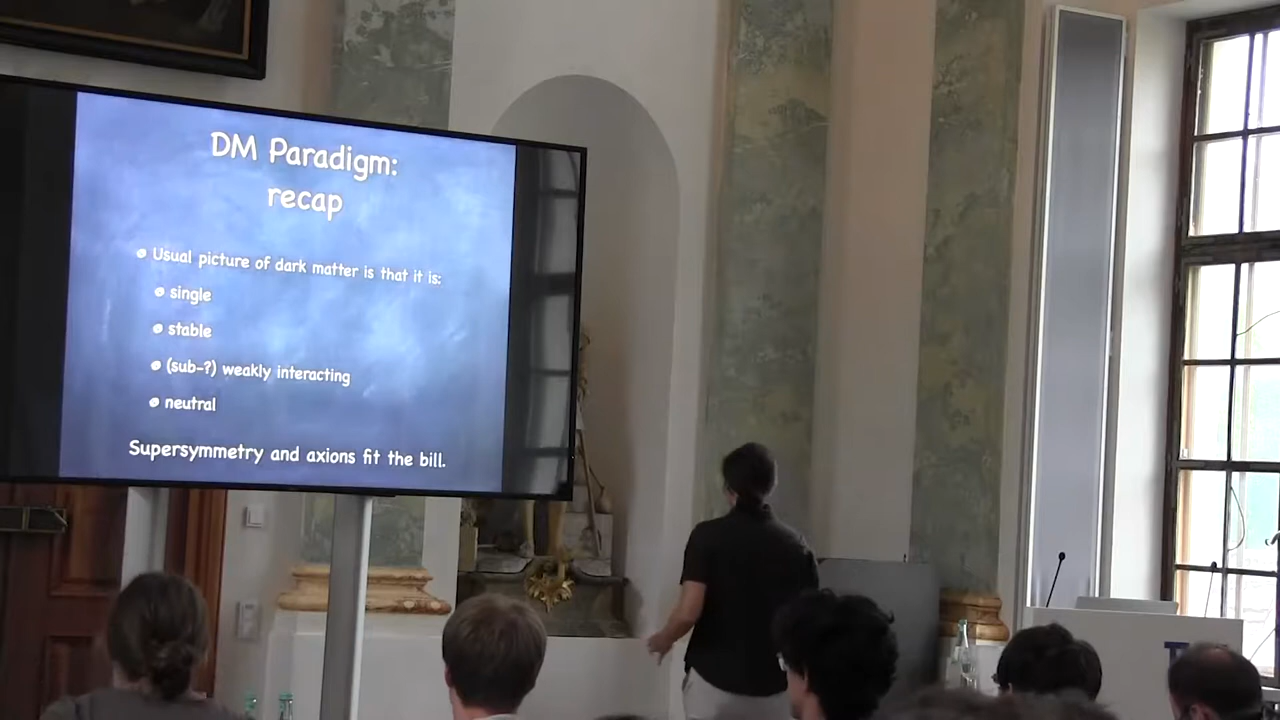 DM Paradigm:
recap
Usual picture of dark matter is that it is:
single
stable
(sub-?) weakly interacting
neutral
Supersymmetry and axions fit the bill.